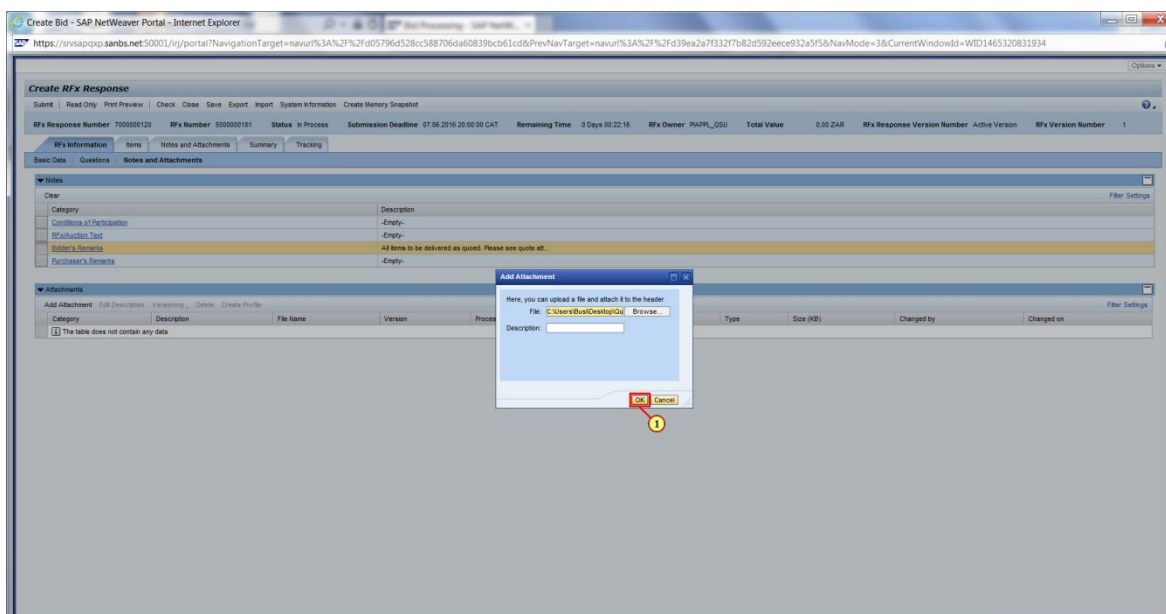 Create Bid - SAP NetWeaver Portal - Internet Explorer
https://srvsapqxp.sanbs.net:50001/irj/portal?NavigationTarget=navurl%3A%2F%2Fd05796d528cc588706da60839bcb61cd&PrevNavTarget=navurl%3A%2F%2Fd39ea2a7f332f7b82d592eece932a5f5&NavMode=3&CurrentWindowId=WID1465320831934
Options
Create RFx Response
Submit | Read Only Print Preview | Check Close Save Export Import System Information Create Memory Snapshot
RFx Response Number 7000000120 RFx Number 5000000181 Status In Process Submission Deadline 07.06.2016 20:00:00 CAT Remaining Time 0 Days 00:22:16 RFx Owner Total Value 0,00 ZAR RFx Response Version Number Active Version RFx Version Number 1
RFx Information Items Notes and Attachments Summary Tracking
Basic Data Questions Notes and Attachments
Notes
Clear Filter Settings
Category Description
Conditions of Participation -Empty-
RFx/Auction Text -Empty-
Bidder's Remarks All items to be delivered as quoed. Please see quote att...
Purchaser's Remarks -Empty-
Attachments
Add Attachment Edit Description Versioning Delete Create Profile Filter Settings
Category Description File Name Version Proces Type Size (KB) Changed by Changed on
The table does not contain any data
Add Attachment
Here, you can upload a file and attach it to the header
File: C:\Users\Busi\Desktop\Qu Browse...
Description:
OK Cancel
1